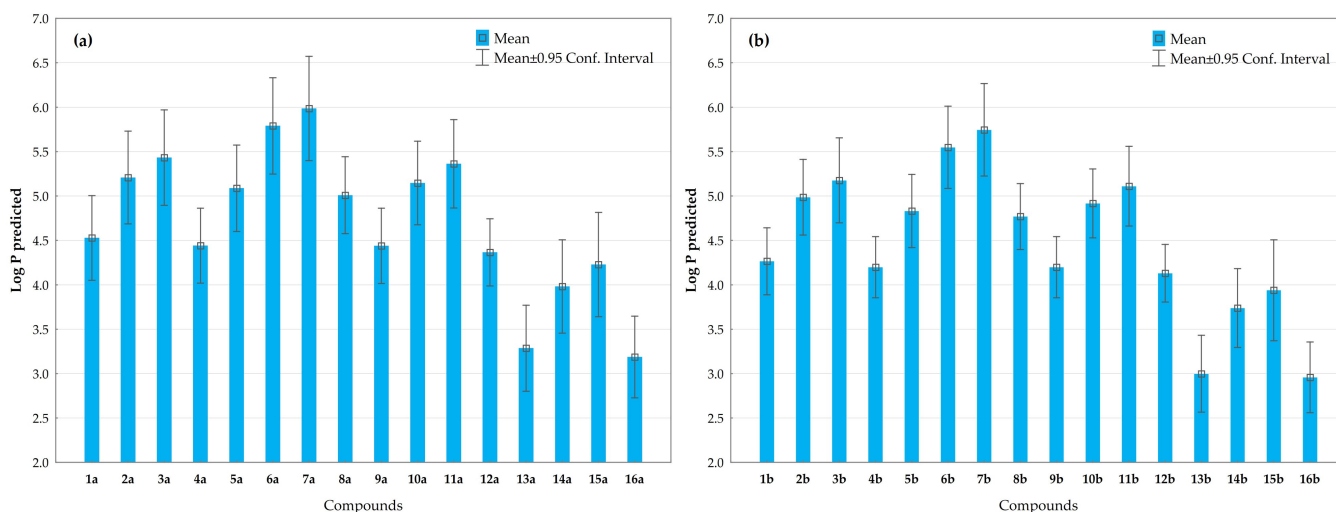 (a)
Mean
Mean±0.95 Conf. Interval
Log P predicted
7.0
6.5
6.0
5.5
5.0
4.5
4.0
3.5
3.0
2.5
2.0
1a 2a 3a 4a 5a 6a 7a 8a 9a 10a 11a 12a 13a 14a 15a 16a
Compounds
(b)
Mean
Mean±0.95 Conf. Interval
Log P predicted
7.0
6.5
6.0
5.5
5.0
4.5
4.0
3.5
3.0
2.5
2.0
1b 2b 3b 4b 5b 6b 7b 8b 9b 10b 11b 12b 13b 14b 15b 16b
Compounds